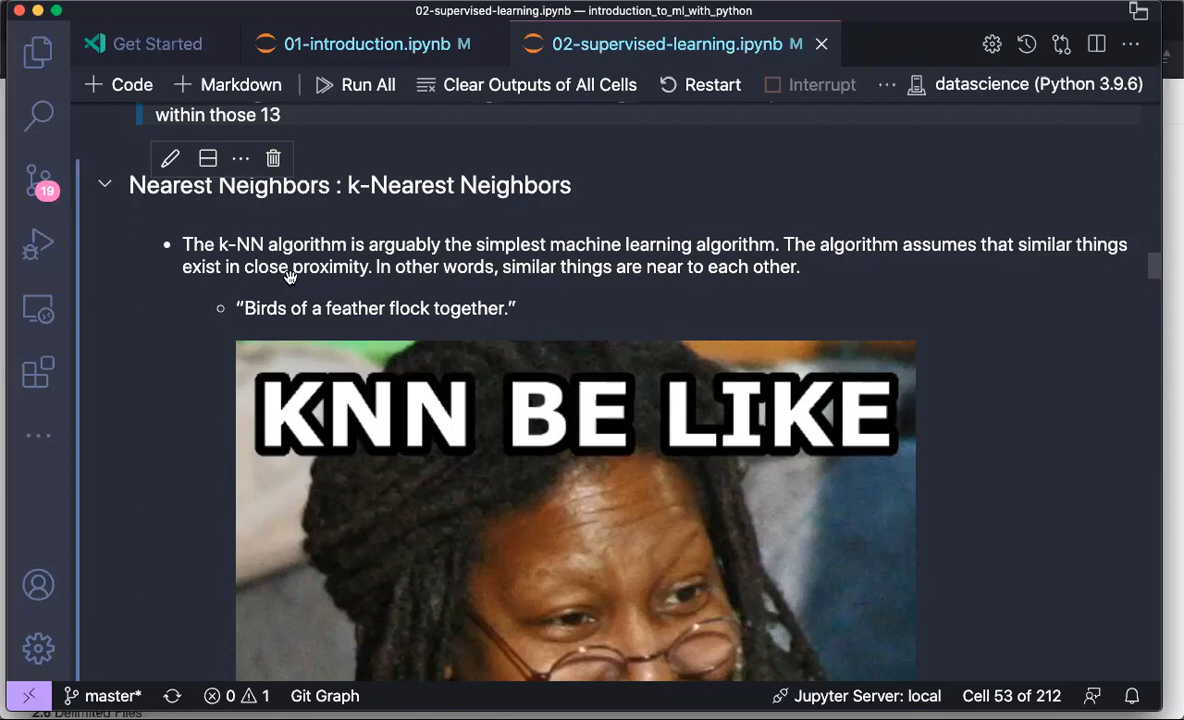 02-supervised-learning.ipynb — introduction_to_ml_with_python
Get Started
01-introduction.ipynb M
02-supervised-learning.ipynb M
Code
Markdown
Run All
Clear Outputs of All Cells
Restart
Interrupt
datascience (Python 3.9.6)
within those 13
19
Nearest Neighbors : k-Nearest Neighbors
The k-NN algorithm is arguably the simplest machine learning algorithm. The algorithm assumes that similar things
exist in close proximity. In other words, similar things are near to each other.
“Birds of a feather flock together.”
KNN BE LIKE
master*
0
1
Git Graph
Jupyter Server: local
Cell 53 of 212